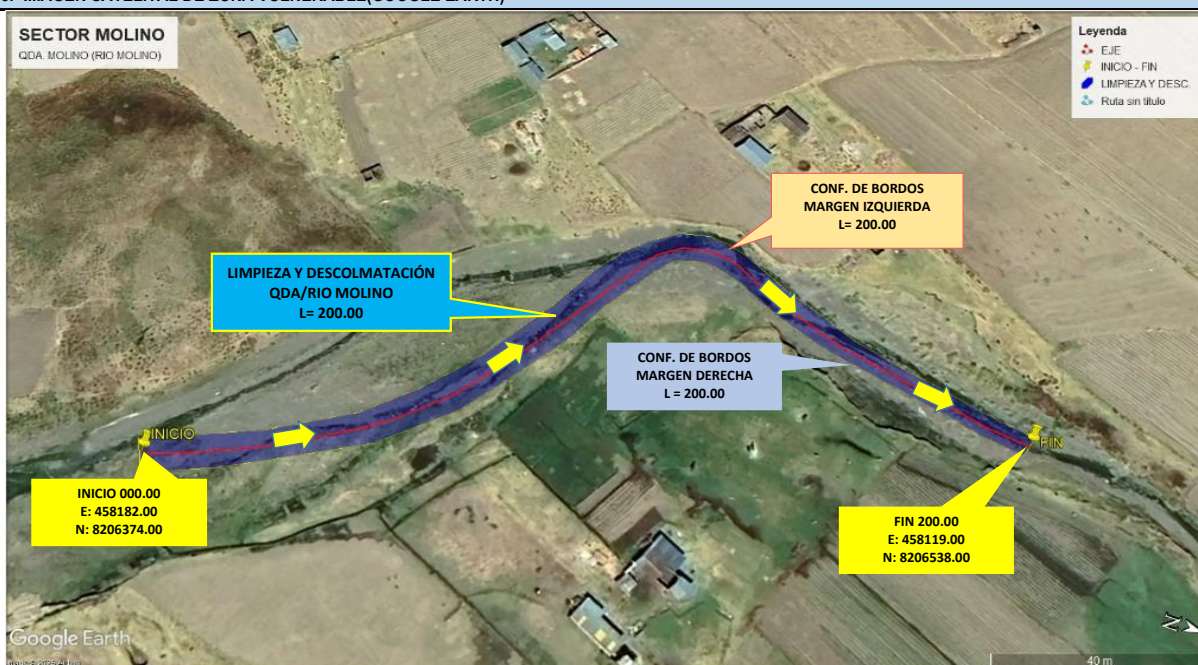 SECTOR MOLINO
QDA. MOLINO (RIO MOLINO)
Leyenda
EJE
INICIO - FIN
LIMPIEZA Y DESC.
Ruta sin título
CONF. DE BORDOS
MARGEN IZQUIERDA
L= 200.00
LIMPIEZA Y DESCOLMATACIÓN
QDA/RIO MOLINO
L= 200.00
CONF. DE BORDOS
MARGEN DERECHA
L = 200.00
INICIO
FIN
INICIO 000.00
E: 458182.00
N: 8206374.00
FIN 200.00
E: 458119.00
N: 8206538.00
Google Earth
N
40 m